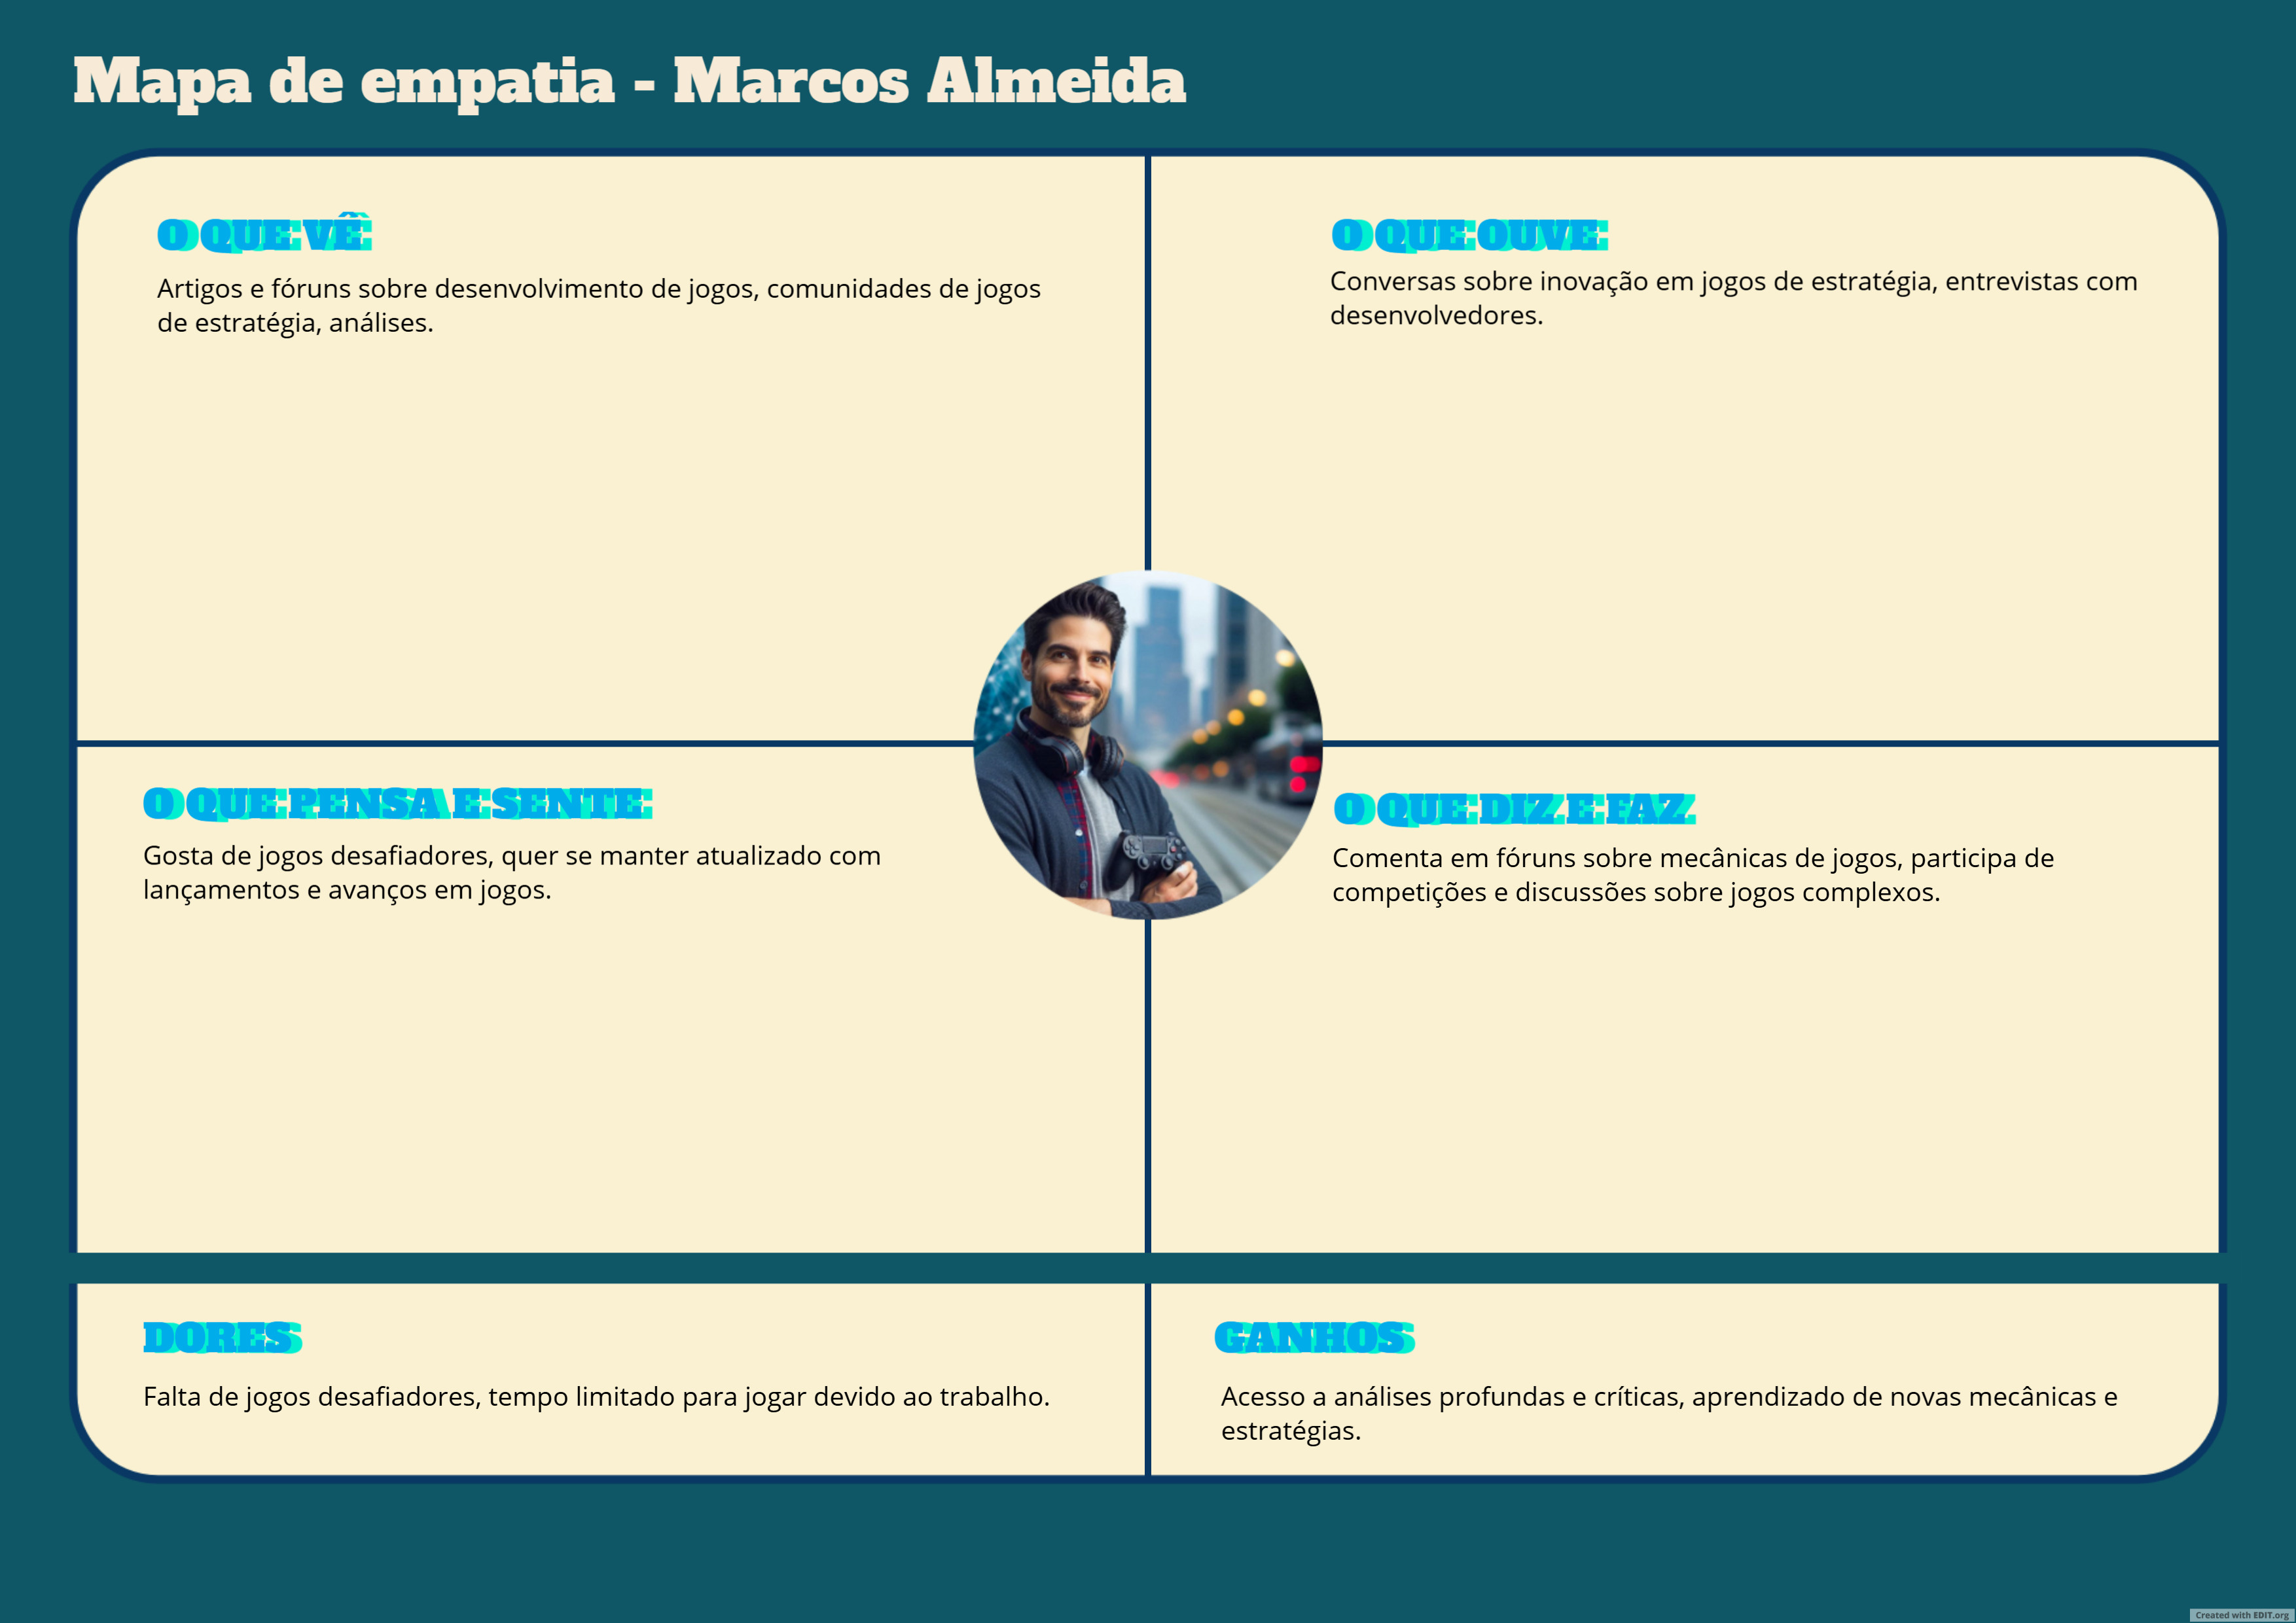 Mapa de empatia - Marcos Almeida
O QUE VÊ
Artigos e fóruns sobre desenvolvimento de jogos, comunidades de jogos
de estratégia, análises.
O QUE OUVE
Conversas sobre inovação em jogos de estratégia, entrevistas com
desenvolvedores.
O QUE PENSA E SENTE
Gosta de jogos desafiadores, quer se manter atualizado com
lançamentos e avanços em jogos.
O QUE DIZ E FAZ
Comenta em fóruns sobre mecânicas de jogos, participa de
competições e discussões sobre jogos complexos.
DORES
Falta de jogos desafiadores, tempo limitado para jogar devido ao trabalho.
GANHOS
Acesso a análises profundas e críticas, aprendizado de novas mecânicas e
estratégias.
Created with EDIT.org